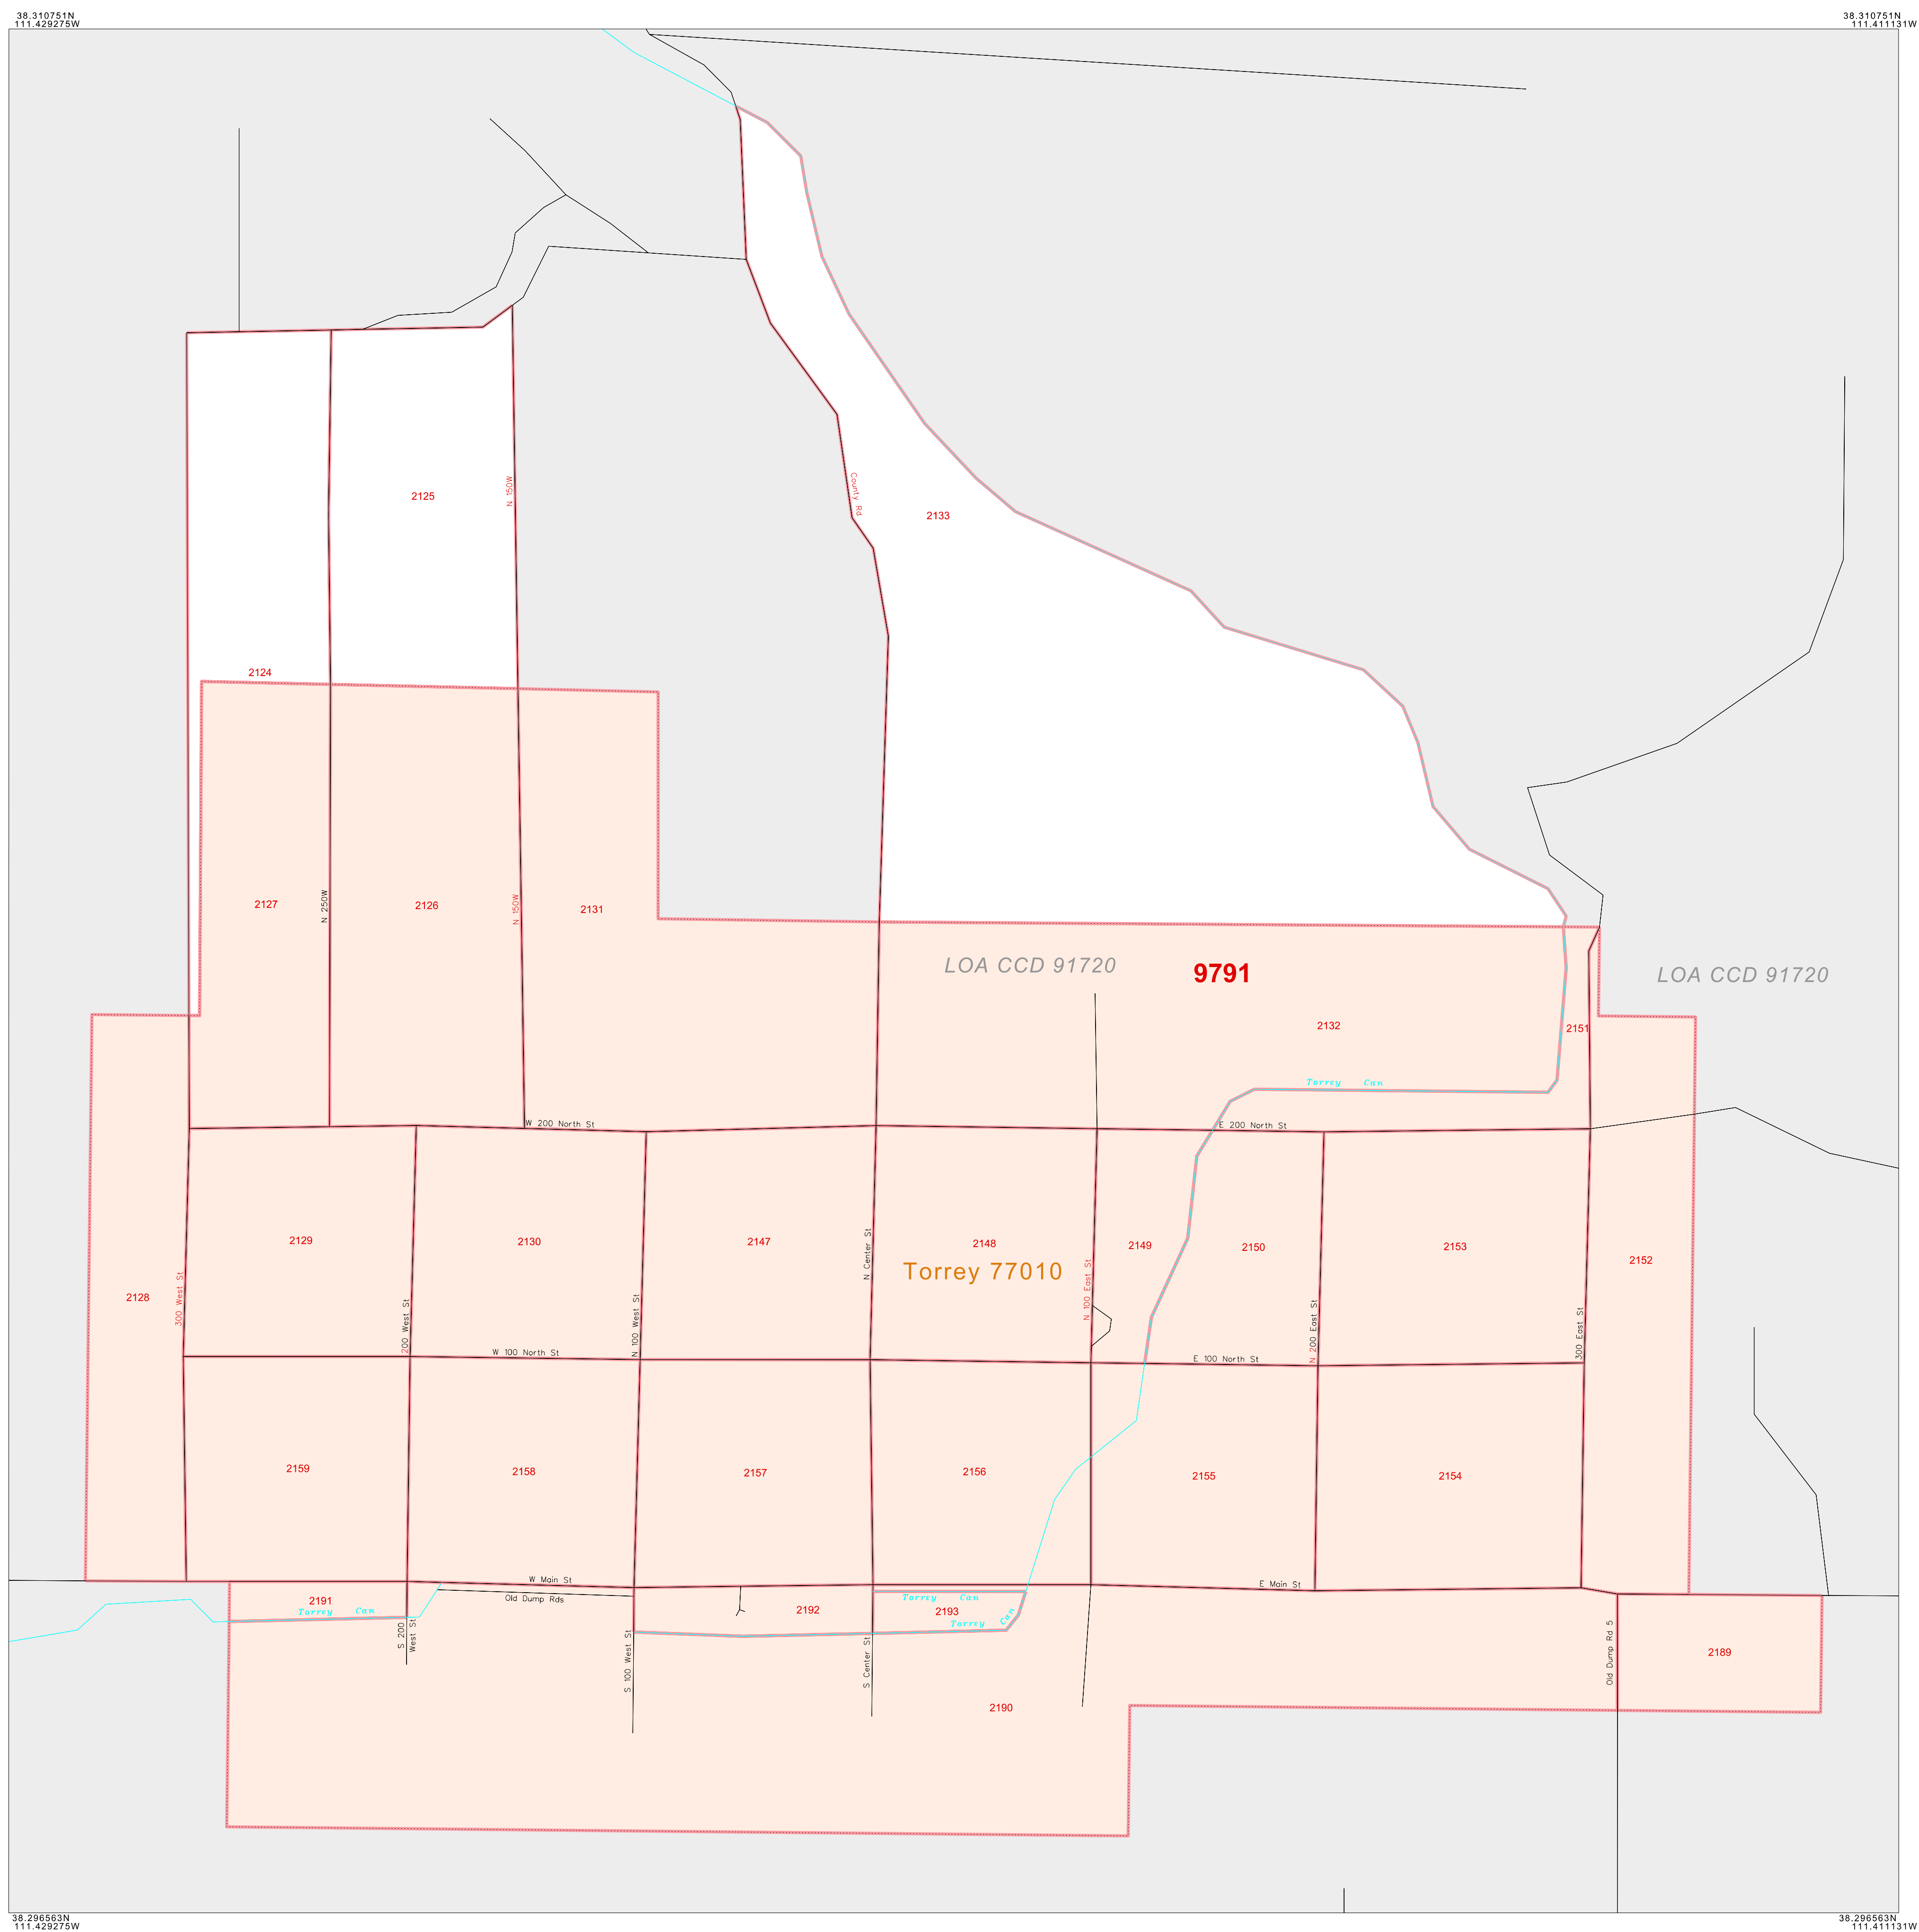 38.310751N
111.429275W
38.310751N
111.411131W
County Rd
N 150W
2125
2133
2124
N 250W
2127
2126
N 150W
2131
LOA CCD 91720
9791
LOA CCD 91720
2132
2151
Torrey Can
W 200 North St
E 200 North St
2129
2130
2147
N Center St
2148
2149
2150
2153
2152
Torrey 77010
2128
300 West St
200 West St
N 100 West St
N 100 East St
N 200 East St
300 East St
W 100 North St
E 100 North St
2159
2158
2157
2156
2155
2154
W Main St
E Main St
2191
Torrey Can
Old Dump Rds
2192
Torrey Can
2193
Torrey Can
S 200
West St
S 100 West St
S Center St
Old Dump Rd 5
2189
2190
38.296563N
111.429275W
38.296563N
111.411131W